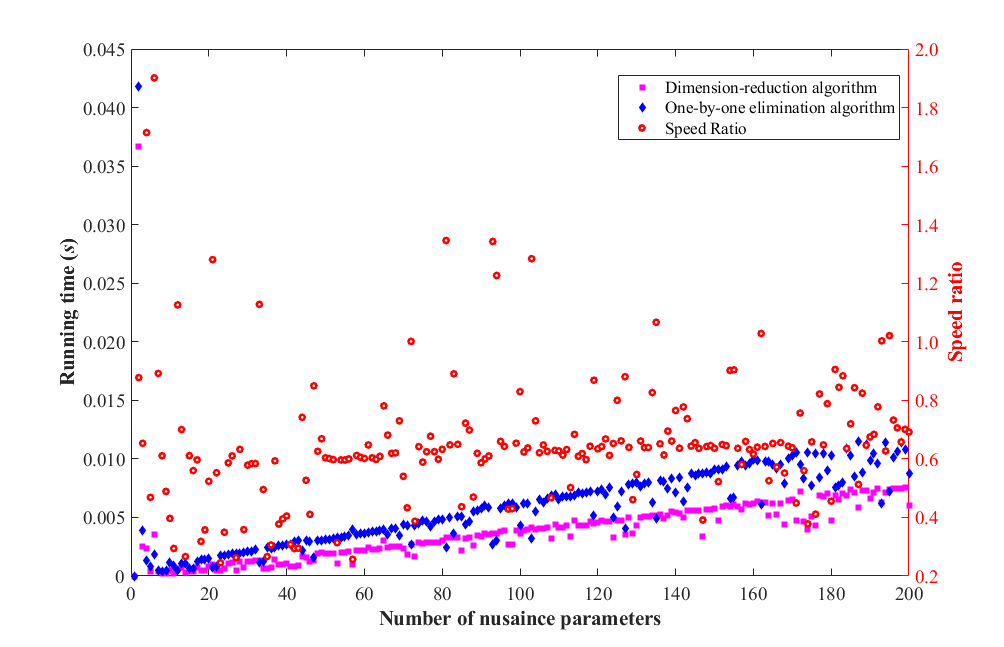 0.045
0.040
0.035
0.030
0.025
0.020
0.015
0.010
0.005
0
Running time (s)
2.0
1.8
1.6
1.4
1.2
1.0
0.8
0.6
0.4
0.2
Speed ratio
Dimension-reduction algorithm
One-by-one elimination algorithm
Speed Ratio
0 20 40 60 80 100 120 140 160 180 200
Number of nusaince parameters